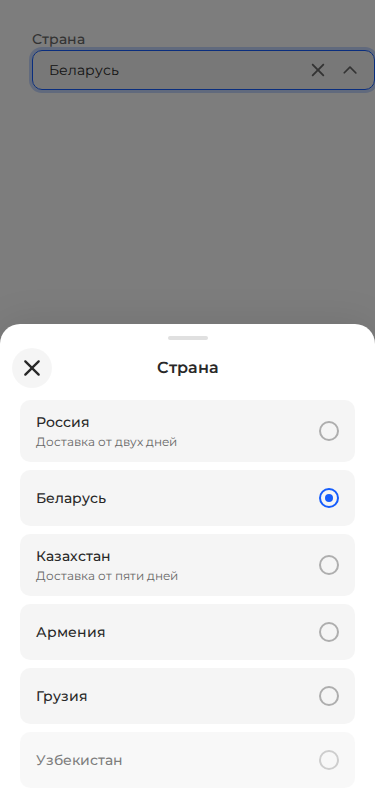 Страна
Беларусь
Страна
Россия
Доставка от двух дней
Беларусь
Казахстан
Доставка от пяти дней
Армения
Грузия
Узбекистан